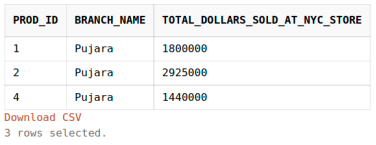 PROD_ID BRANCH_NAME TOTAL_DOLLARS_SOLD_AT_NYC_STORE
1 Pujara 1800000
2 Pujara 2925000
4 Pujara 1440000
Download CSV
3 rows selected.